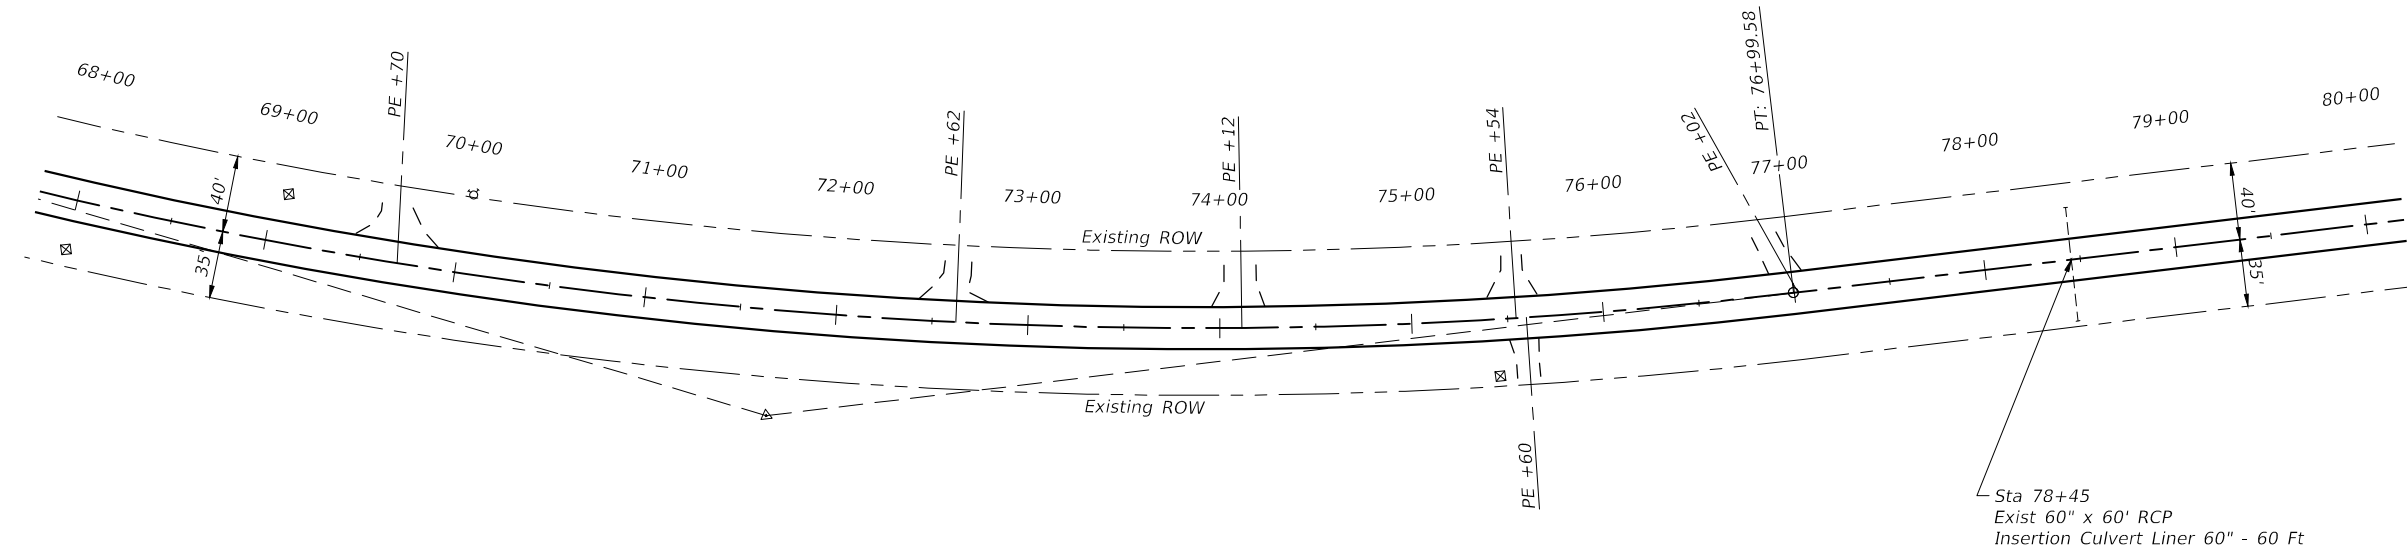 68+00
69+00
PE +70
70+00
71+00
72+00
PE +62
73+00
PE +12
74+00
75+00
PE +54
76+00
PE +02
PT: 76+99.58
77+00
78+00
79+00
80+00
40'
35'
Existing ROW
Existing ROW
PE +60
40'
35'
Sta 78+45
Exist 60" x 60' RCP
Insertion Culvert Liner 60" - 60 Ft